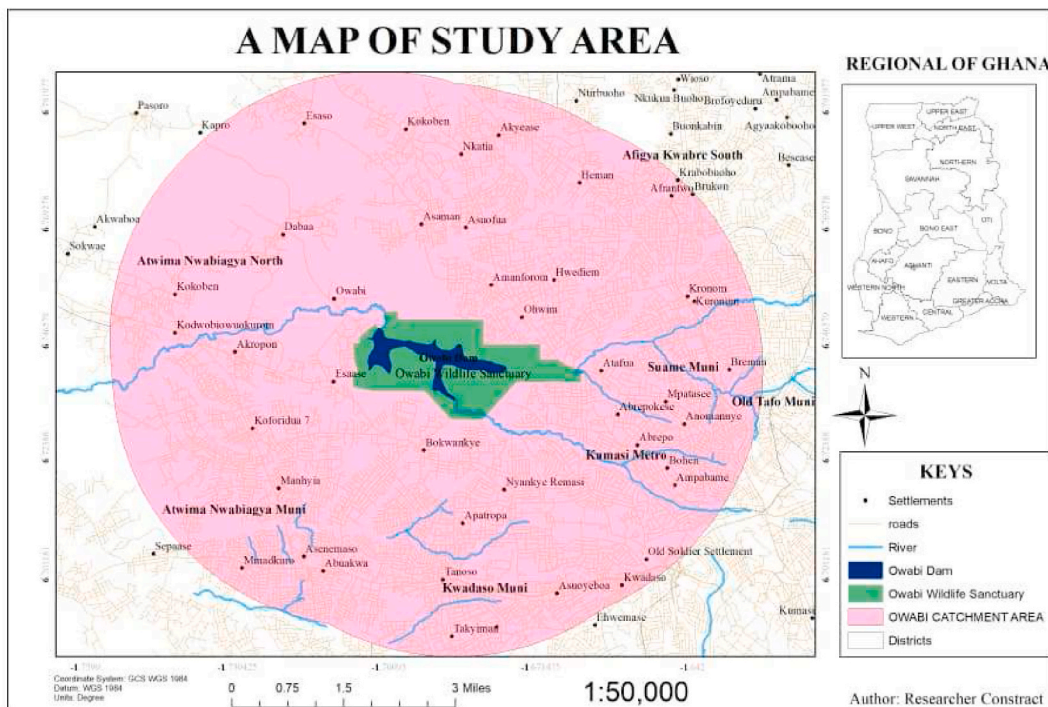 A MAP OF STUDY AREA
REGIONAL OF GHANA
Pasoro
Kapro
Esaso
Kokoben
Akyease
Nkatia
Ntirbuoho
Wioso
Nkukua Buoho
Brofoyeduru
Atrama
Ampabame
Buonkabin
Agyaakobooho
Afigya Kwabre South
Besease
Heman
Krabobuoho
Afrantwo
Brukon
Akwaboa
Sokwae
Dabaa
Asaman
Asuofua
Atwima Nwabiagya North
Kokoben
Owabi
Amanforom
Hwediem
Ohwim
Kronom
Kuronum
Kodwobiowuokurom
Akropon
Esaase
Owabi Dam
Owabi Wildlife Sanctuary
Atafua
Suame Muni
Breman
Mpatasee
Old Tafo Muni
Abrepokese
Anomannye
Koforidua 7
Bokwankye
Abrepo
Kumasi Metro
Bohen
Ampabame
Manhyia
Nyankye Remasi
Atwima Nwabiagya Muni
Apatropa
Sepaase
Mmadkuro
Asenemaso
Abuakwa
Tanoso
Kwadaso Muni
Asuoyeboa
Old Soldier Settlement
Kwadaso
Ehwemase
Takyiman
Kumasi
UPPER EAST
UPPER WEST
NORTH EAST
NORTHERN
SAVANNAH
OTI
BONO
BONO EAST
AHAFO
ASHANTI
EASTERN
VOLTA
WESTERN NORTH
GREATER ACCRA
CENTRAL
WESTERN
N
KEYS
Settlements
roads
River
Owabi Dam
Owabi Wildlife Sanctuary
OWABI CATCHMENT AREA
Districts
Coordinate System: GCS WGS 1984
Datum: WGS 1984
Units: Degree
0 0.75 1.5 3 Miles
1:50,000
Author: Researcher Constract